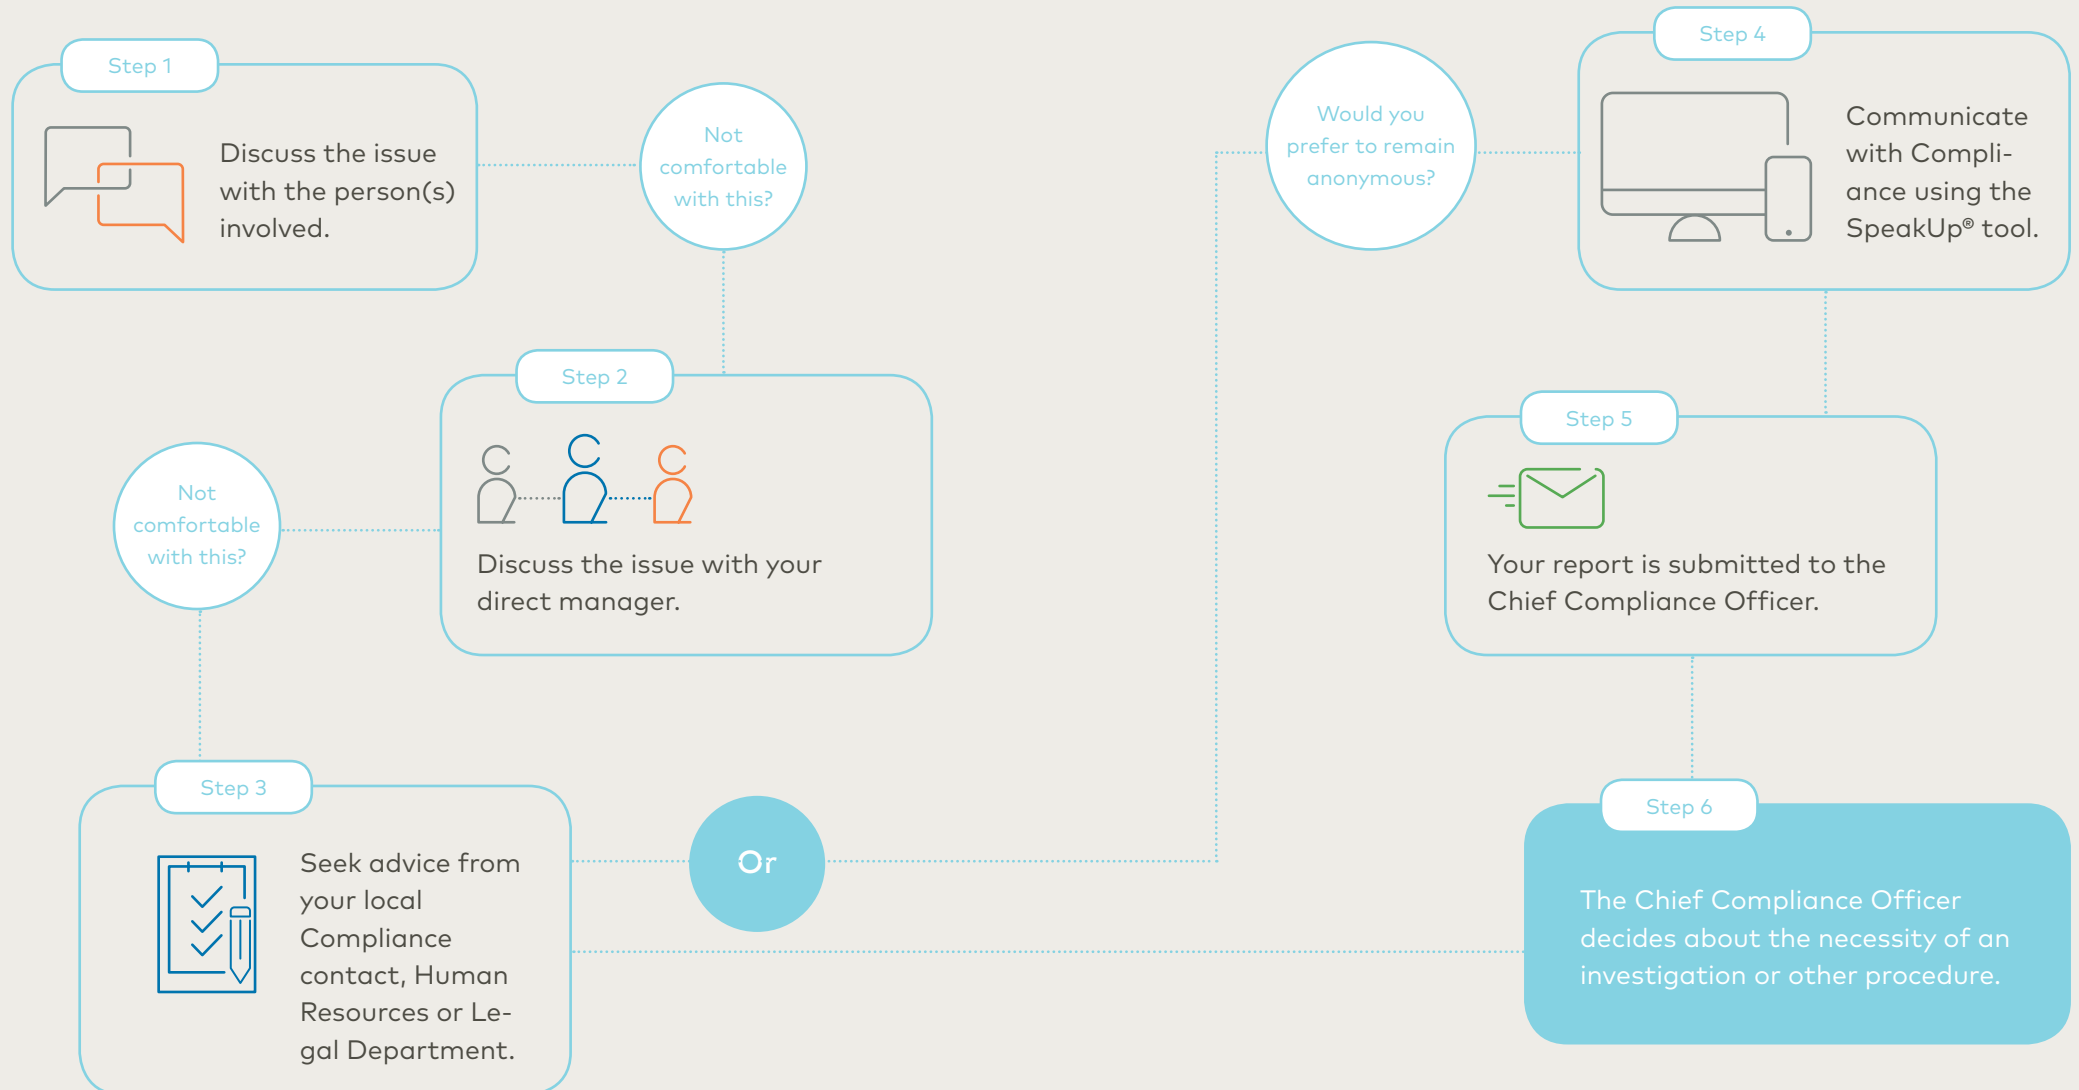 Step 1
Discuss the issue
with the person(s)
involved.
Not
comfortable
with this?
Step 2
Discuss the issue with your
direct manager.
Not
comfortable
with this?
Step 3
Seek advice from
your local
Compliance
contact, Human
Resources or Le-
gal Department.
Or
Would you
prefer to remain
anonymous?
Step 4
Communicate
with Compli-
ance using the
SpeakUp® tool.
Step 5
Your report is submitted to the
Chief Compliance Officer.
Step 6
The Chief Compliance Officer
decides about the necessity of an
investigation or other procedure.